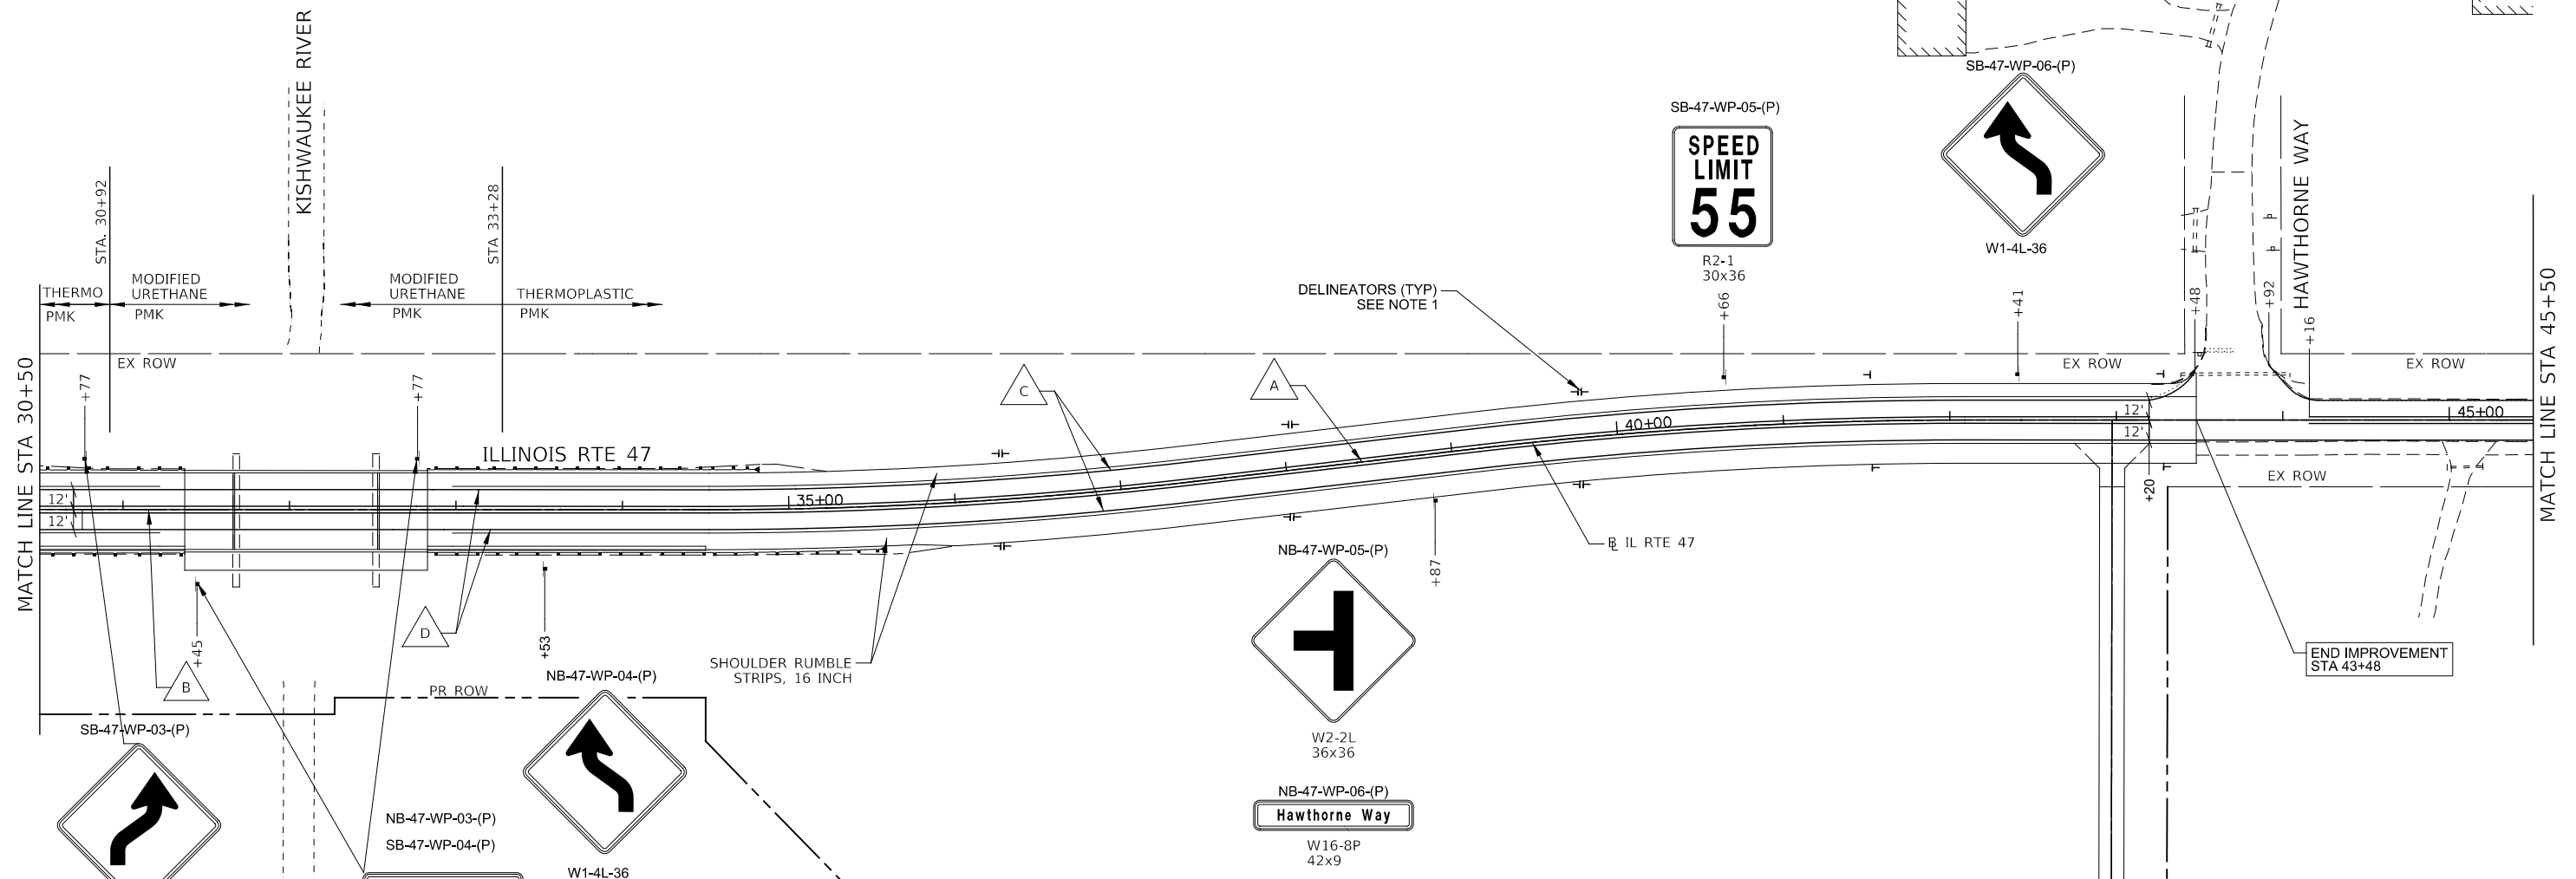 KISHWAUKEE RIVER
STA. 30+92
STA 33+28
THERMO
PMK
MODIFIED
URETHANE
PMK
MODIFIED
URETHANE
PMK
THERMOPLASTIC
PMK
EX ROW
MATCH LINE STA 30+50
+77
+77
ILLINOIS RTE 47
12'
12'
35+00
B
+45
D
+53
SHOULDER RUMBLE
STRIPS, 16 INCH
PR ROW
SB-47-WP-03-(P)
NB-47-WP-04-(P)
W1-4L-36
NB-47-WP-03-(P)
SB-47-WP-04-(P)
C
A
DELINEATORS (TYP)
SEE NOTE 1
SB-47-WP-05-(P)
SPEED
LIMIT
55
R2-1
30x36
+66
SB-47-WP-06-(P)
W1-4L-36
+41
40+00
℄ IL RTE 47
NB-47-WP-05-(P)
+87
W2-2L
36x36
NB-47-WP-06-(P)
Hawthorne Way
W16-8P
42x9
HAWTHORNE WAY
+48
+92
+16
EX ROW
EX ROW
12'
12'
45+00
+20
EX ROW
END IMPROVEMENT
STA 43+48
MATCH LINE STA 45+50